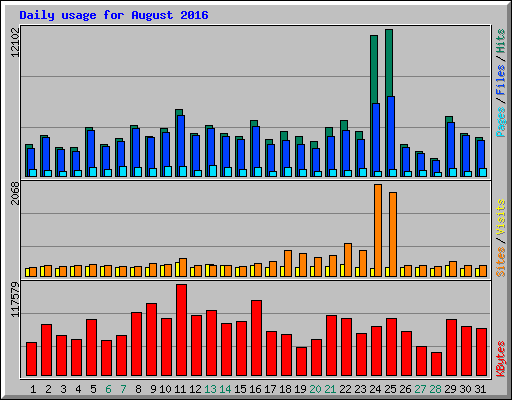 Daily usage for August 2016
12102
Pages / Files / Hits
2068
Sites / Visits
117579
KBytes
1 2 3 4 5 6 7 8 9 10 11 12 13 14 15 16 17 18 19 20 21 22 23 24 25 26 27 28 29 30 31